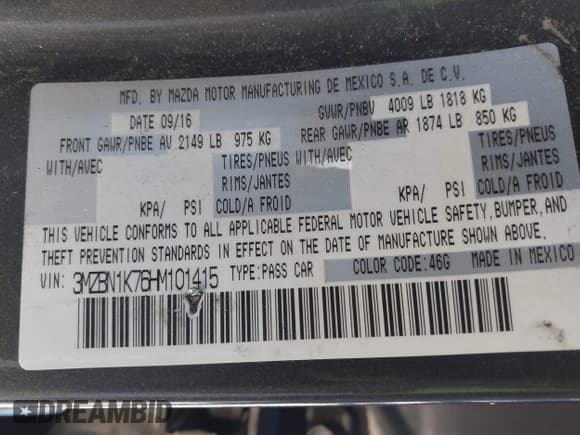 MFD. BY MAZDA MOTOR MANUFACTURING DE MEXICO S.A. DE C.V.
DATE 09/16 GVWR/PNBV 4009 LB 1818 KG
FRONT GAWR/PNBE AV 2149 LB 975 KG REAR GAWR/PNBE AR 1874 LB 850 KG
WITH/AVEC TIRES/PNEUS WITH/AVEC TIRES/PNEUS
RIMS/JANTES RIMS/JANTES
KPA/ PSI COLD/A FROID KPA/ PSI COLD/A FROID
THIS VEHICLE CONFORMS TO ALL APPLICABLE FEDERAL MOTOR VEHICLE SAFETY, BUMPER, AND
THEFT PREVENTION STANDARDS IN EFFECT ON THE DATE OF MANUFACTURE SHOWN ABOVE.
VIN: 3MZBN1K76HM101415 TYPE:PASS CAR COLOR CODE:46G MADE IN MEXICO
DREAMBID